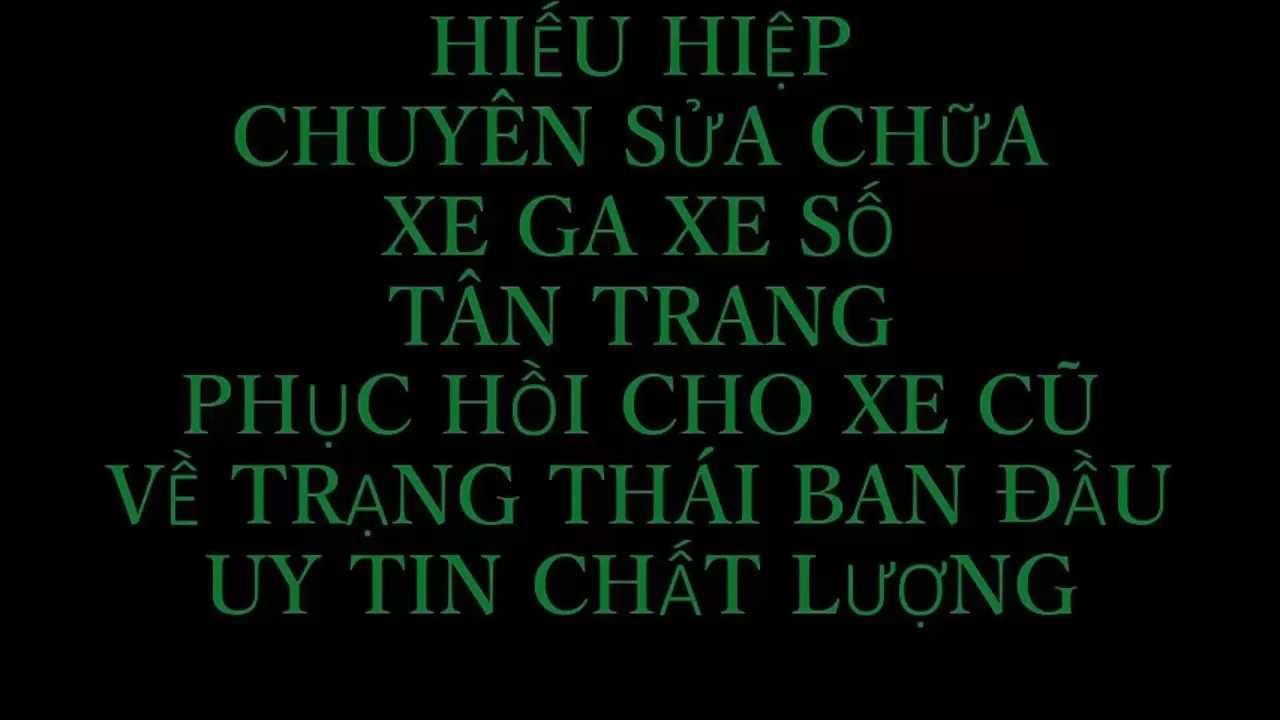 HIẾU HIỆP
CHUYÊN SỬA CHỮA
XE GA XE SỐ
TÂN TRANG
PHỤC HỒI CHO XE CŨ
VỀ TRẠNG THÁI BAN ĐẦU
UY TIN CHẤT LƯỢNG